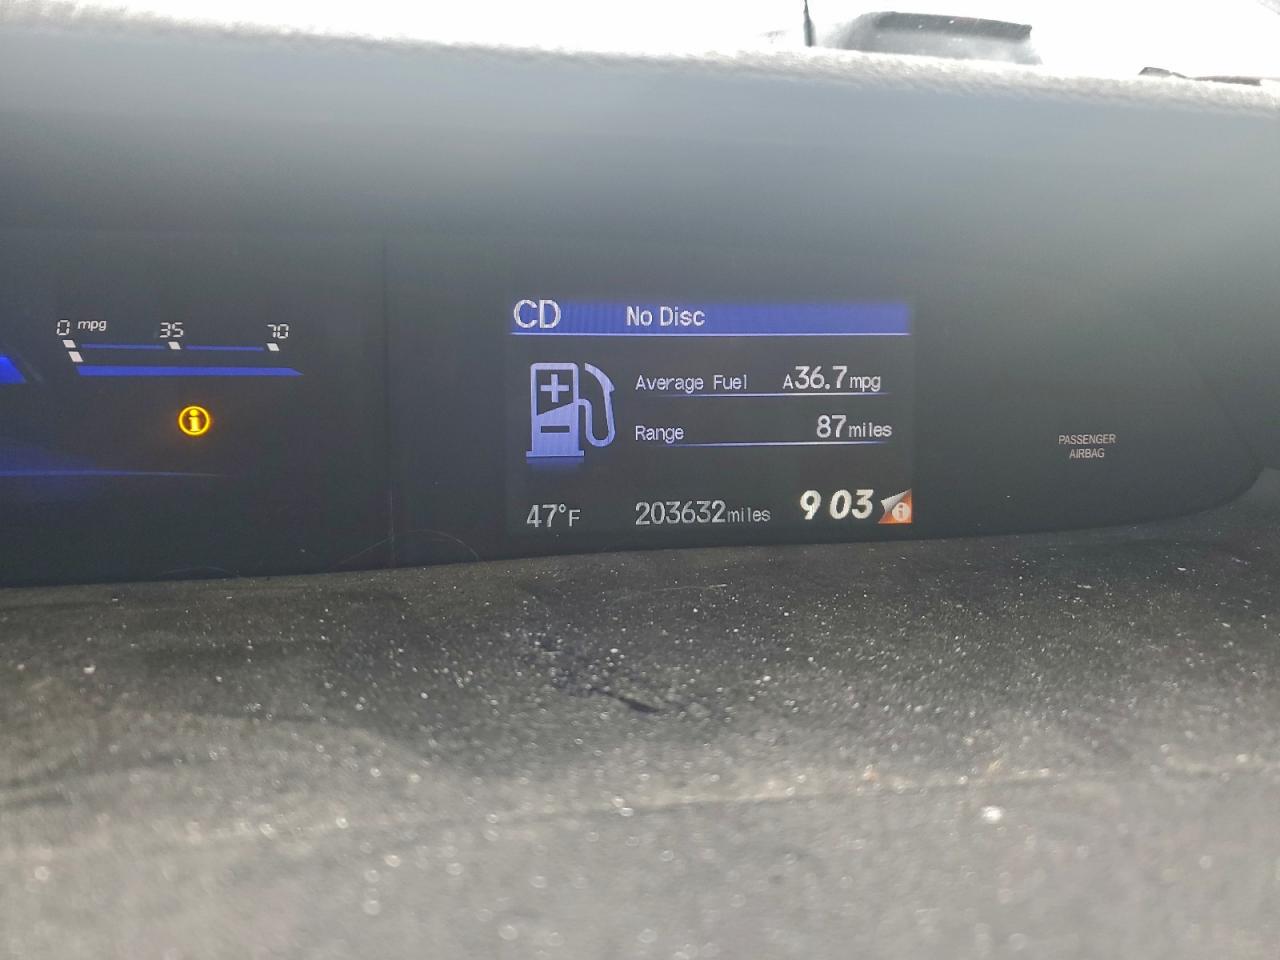 0 mpg 35 70
CD No Disc
Average Fuel A36.7mpg
Range 87miles
47°F 203632miles 9 03
PASSENGER
AIRBAG